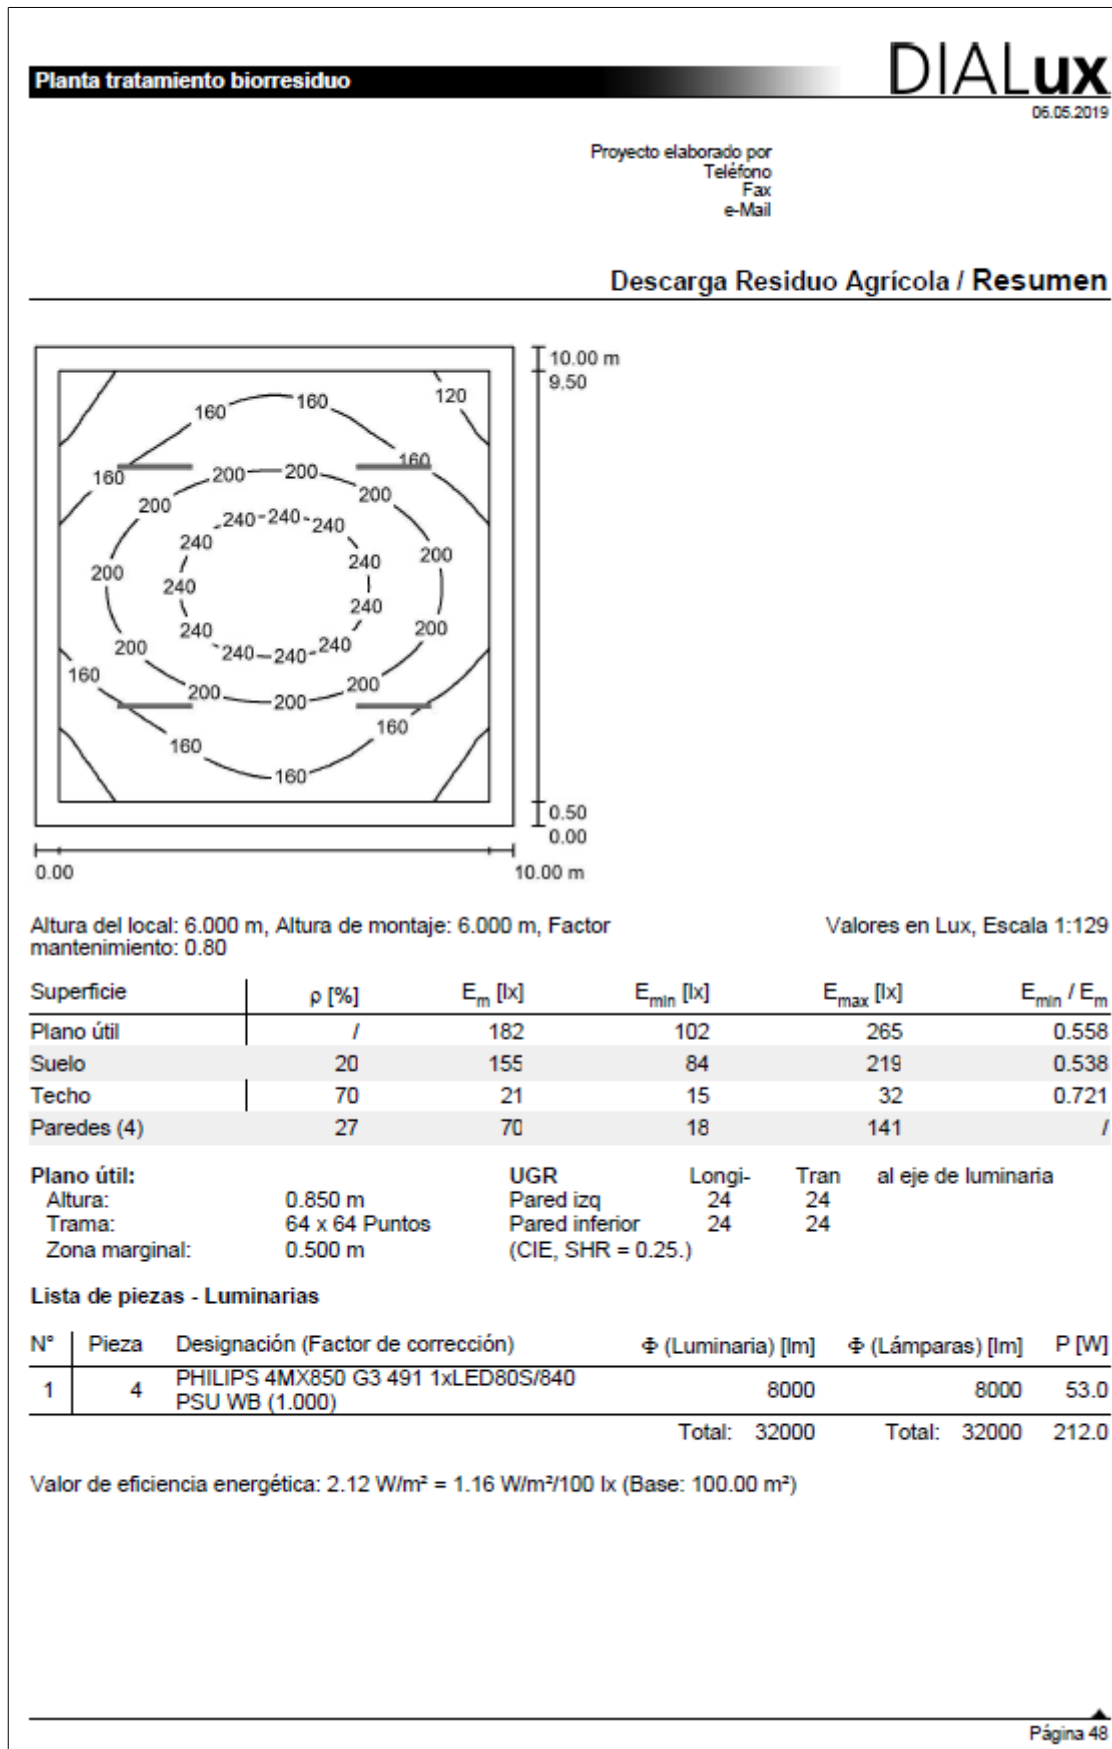 DIALux
Planta tratamiento biorresiduo
06.05.2019
Proyecto elaborado por
Teléfono
Fax
e-Mail
Descarga Residuo Agrícola / Resumen
10.00 m
9.50
120
160 160
160
160
200 200
200
200
240 240 240
240
240
200
200
240
240
240
240
200
200
240 240 240
160
200
200
200
160
160
160
0.50
0.00
0.00
10.00 m
Altura del local: 6.000 m, Altura de montaje: 6.000 m, Factor
mantenimiento: 0.80
Valores en Lux, Escala 1:129
Superficie ρ [%] Em [lx] Emin [lx] Emax [lx] Emin / Em
Plano útil / 182 102 265 0.558
Suelo 20 155 84 219 0.538
Techo 70 21 15 32 0.721
Paredes (4) 27 70 18 141 /
Plano útil:
Altura: 0.850 m
Trama: 64 x 64 Puntos
Zona marginal: 0.500 m
UGR Longi- Tran al eje de luminaria
Pared izq 24 24
Pared inferior 24 24
(CIE, SHR = 0.25.)
Lista de piezas - Luminarias
N° Pieza Designación (Factor de corrección) Φ (Luminaria) [lm] Φ (Lámparas) [lm] P [W]
1 4 PHILIPS 4MX850 G3 491 1xLED80S/840
PSU WB (1.000) 8000 8000 53.0
Total: 32000 Total: 32000 212.0
Valor de eficiencia energética: 2.12 W/m² = 1.16 W/m²/100 lx (Base: 100.00 m²)
Página 48